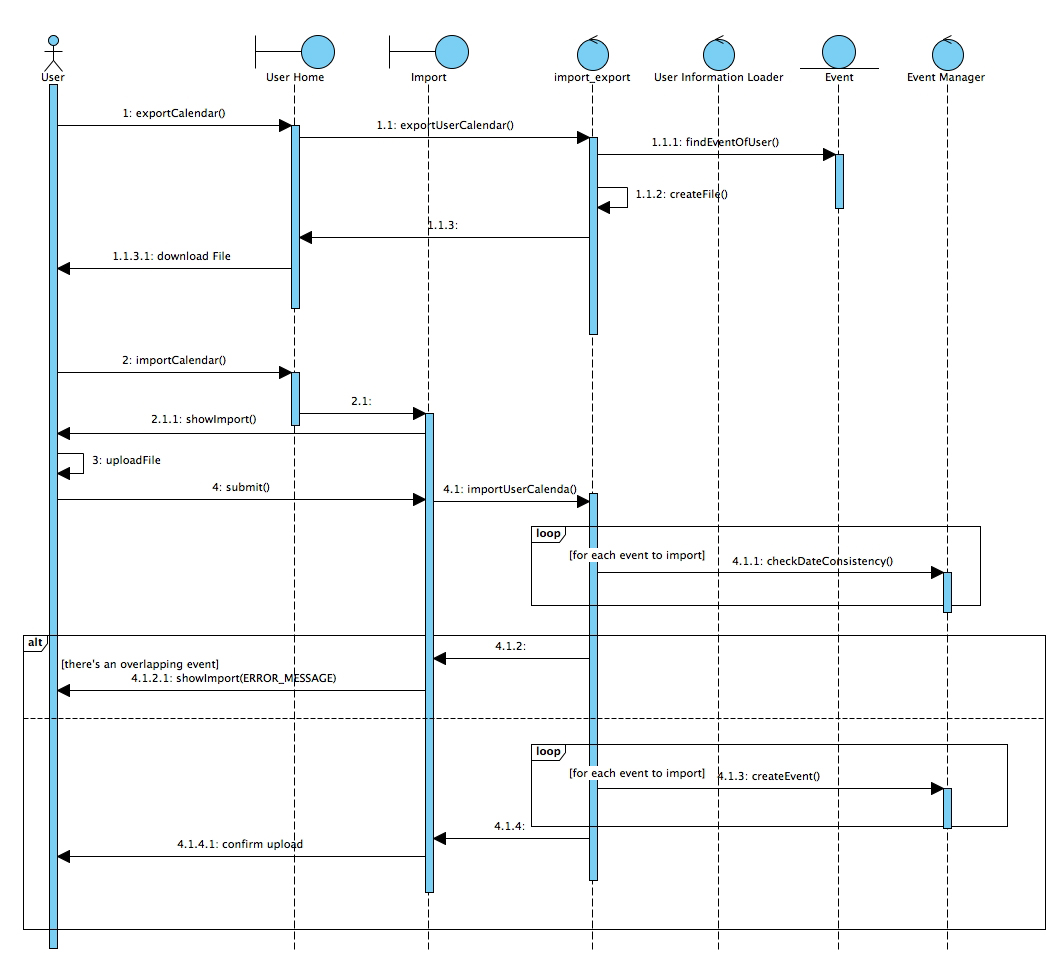 User
User Home
Import
import_export
User Information Loader
Event
Event Manager
1: exportCalendar()
1.1: exportUserCalendar()
1.1.1: findEventOfUser()
1.1.2: createFile()
1.1.3:
1.1.3.1: download File
2: importCalendar()
2.1:
2.1.1: showImport()
3: uploadFile
4: submit()
4.1: importUserCalenda()
loop
[for each event to import]
4.1.1: checkDateConsistency()
alt
4.1.2:
[there's an overlapping event]
4.1.2.1: showImport(ERROR_MESSAGE)
loop
[for each event to import]
4.1.3: createEvent()
4.1.4:
4.1.4.1: confirm upload